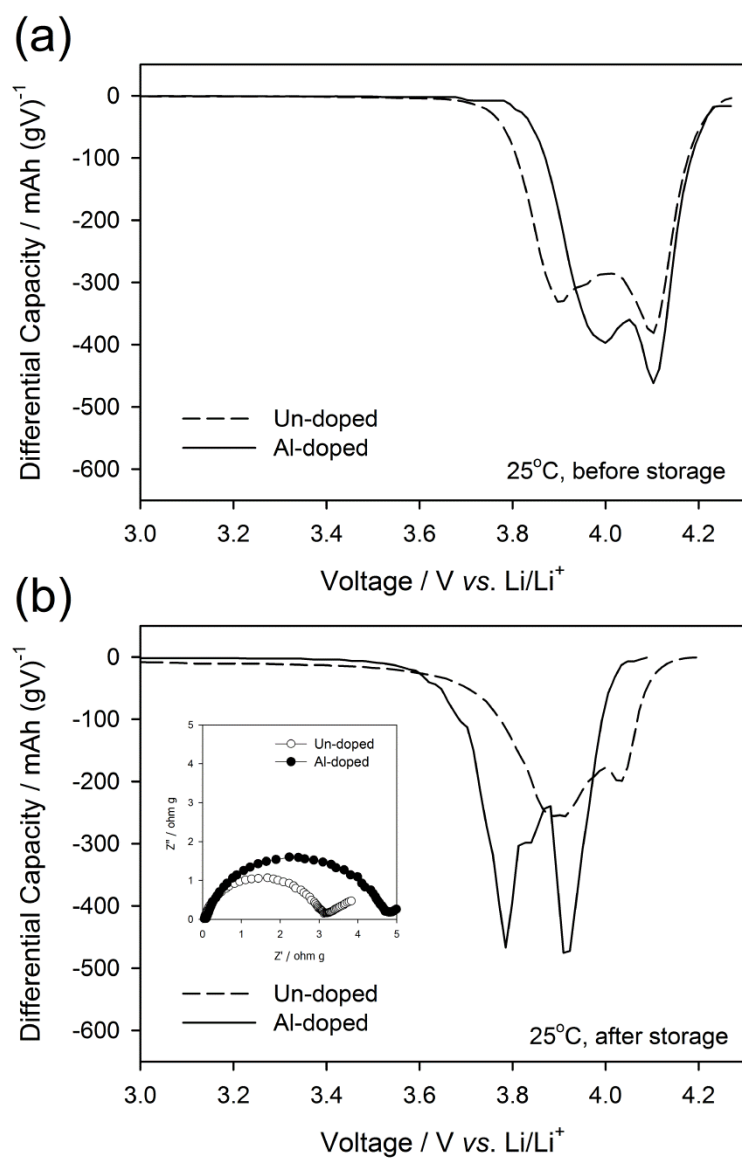 (a)
Differential Capacity / mAh (gV)⁻¹
0
-100
-200
-300
-400
-500
-600
Un-doped
Al-doped
25°C, before storage
3.0 3.2 3.4 3.6 3.8 4.0 4.2
Voltage / V vs. Li/Li⁺
(b)
Differential Capacity / mAh (gV)⁻¹
0
-100
-200
-300
-400
-500
-600
Z" / ohm g
5
4
3
2
1
0
Un-doped
Al-doped
0 1 2 3 4 5
Z' / ohm g
Un-doped
Al-doped
25°C, after storage
3.0 3.2 3.4 3.6 3.8 4.0 4.2
Voltage / V vs. Li/Li⁺